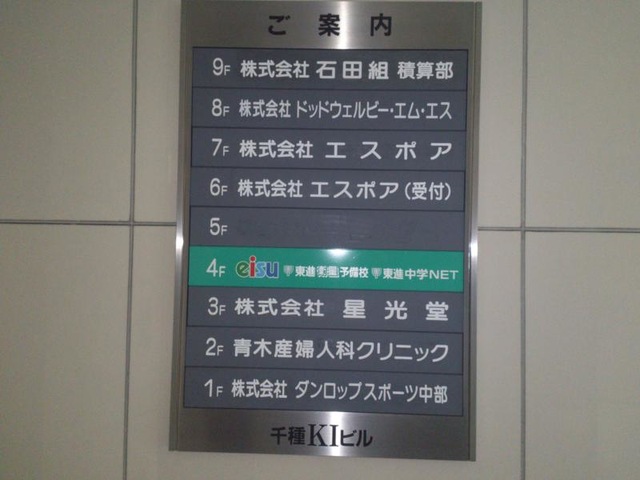 ご案内
9F 株式会社 石田組 積算部
8F 株式会社 ドッドウェルビー・エム・エス
7F 株式会社 エスポア
6F 株式会社 エスポア(受付)
5F
4F eisu 東進衛星予備校 東進中学NET
3F 株式会社 星光堂
2F 青木産婦人科クリニック
1F 株式会社 ダンロップスポーツ中部
千種KIビル